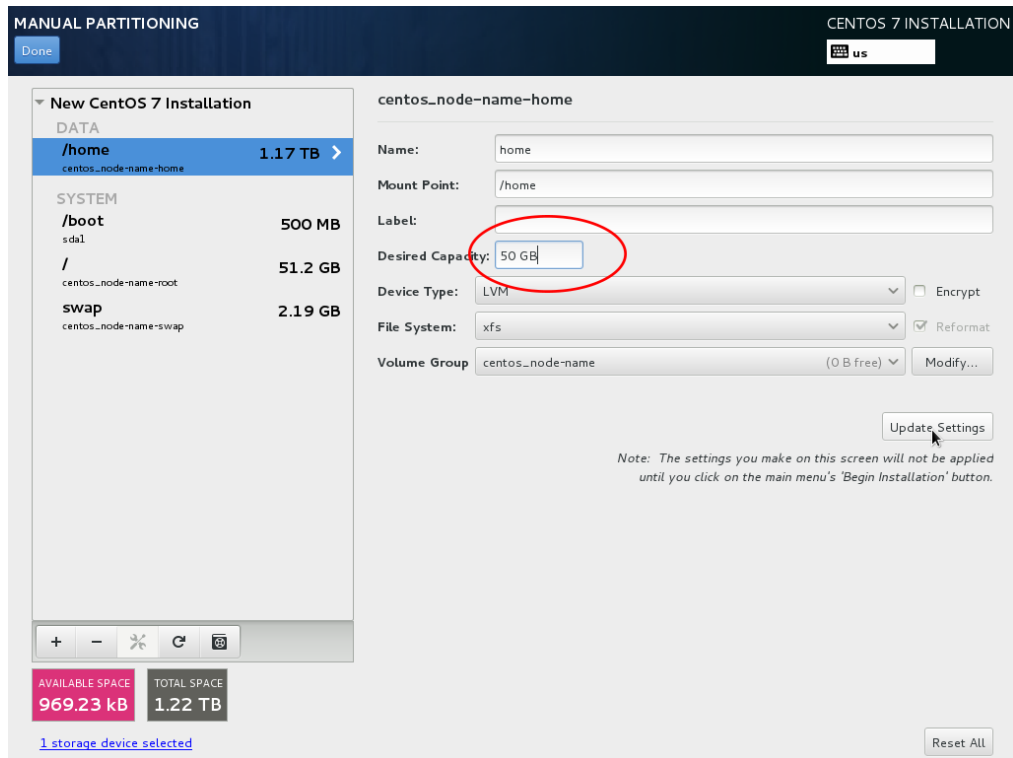 MANUAL PARTITIONING
CENTOS 7 INSTALLATION
Done
us
New CentOS 7 Installation
DATA
/home 1.17 TB
centos_node-name-home
SYSTEM
/boot 500 MB
sda1
/ 51.2 GB
centos_node-name-root
swap 2.19 GB
centos_node-name-swap
+ -
AVAILABLE SPACE
969.23 kB
TOTAL SPACE
1.22 TB
1 storage device selected
centos_node-name-home
Name: home
Mount Point: /home
Label:
Desired Capacity: 50 GB
Device Type: LVM Encrypt
File System: xfs Reformat
Volume Group centos_node-name (0 B free) Modify...
Update Settings
Note: The settings you make on this screen will not be applied
until you click on the main menu's 'Begin Installation' button.
Reset All